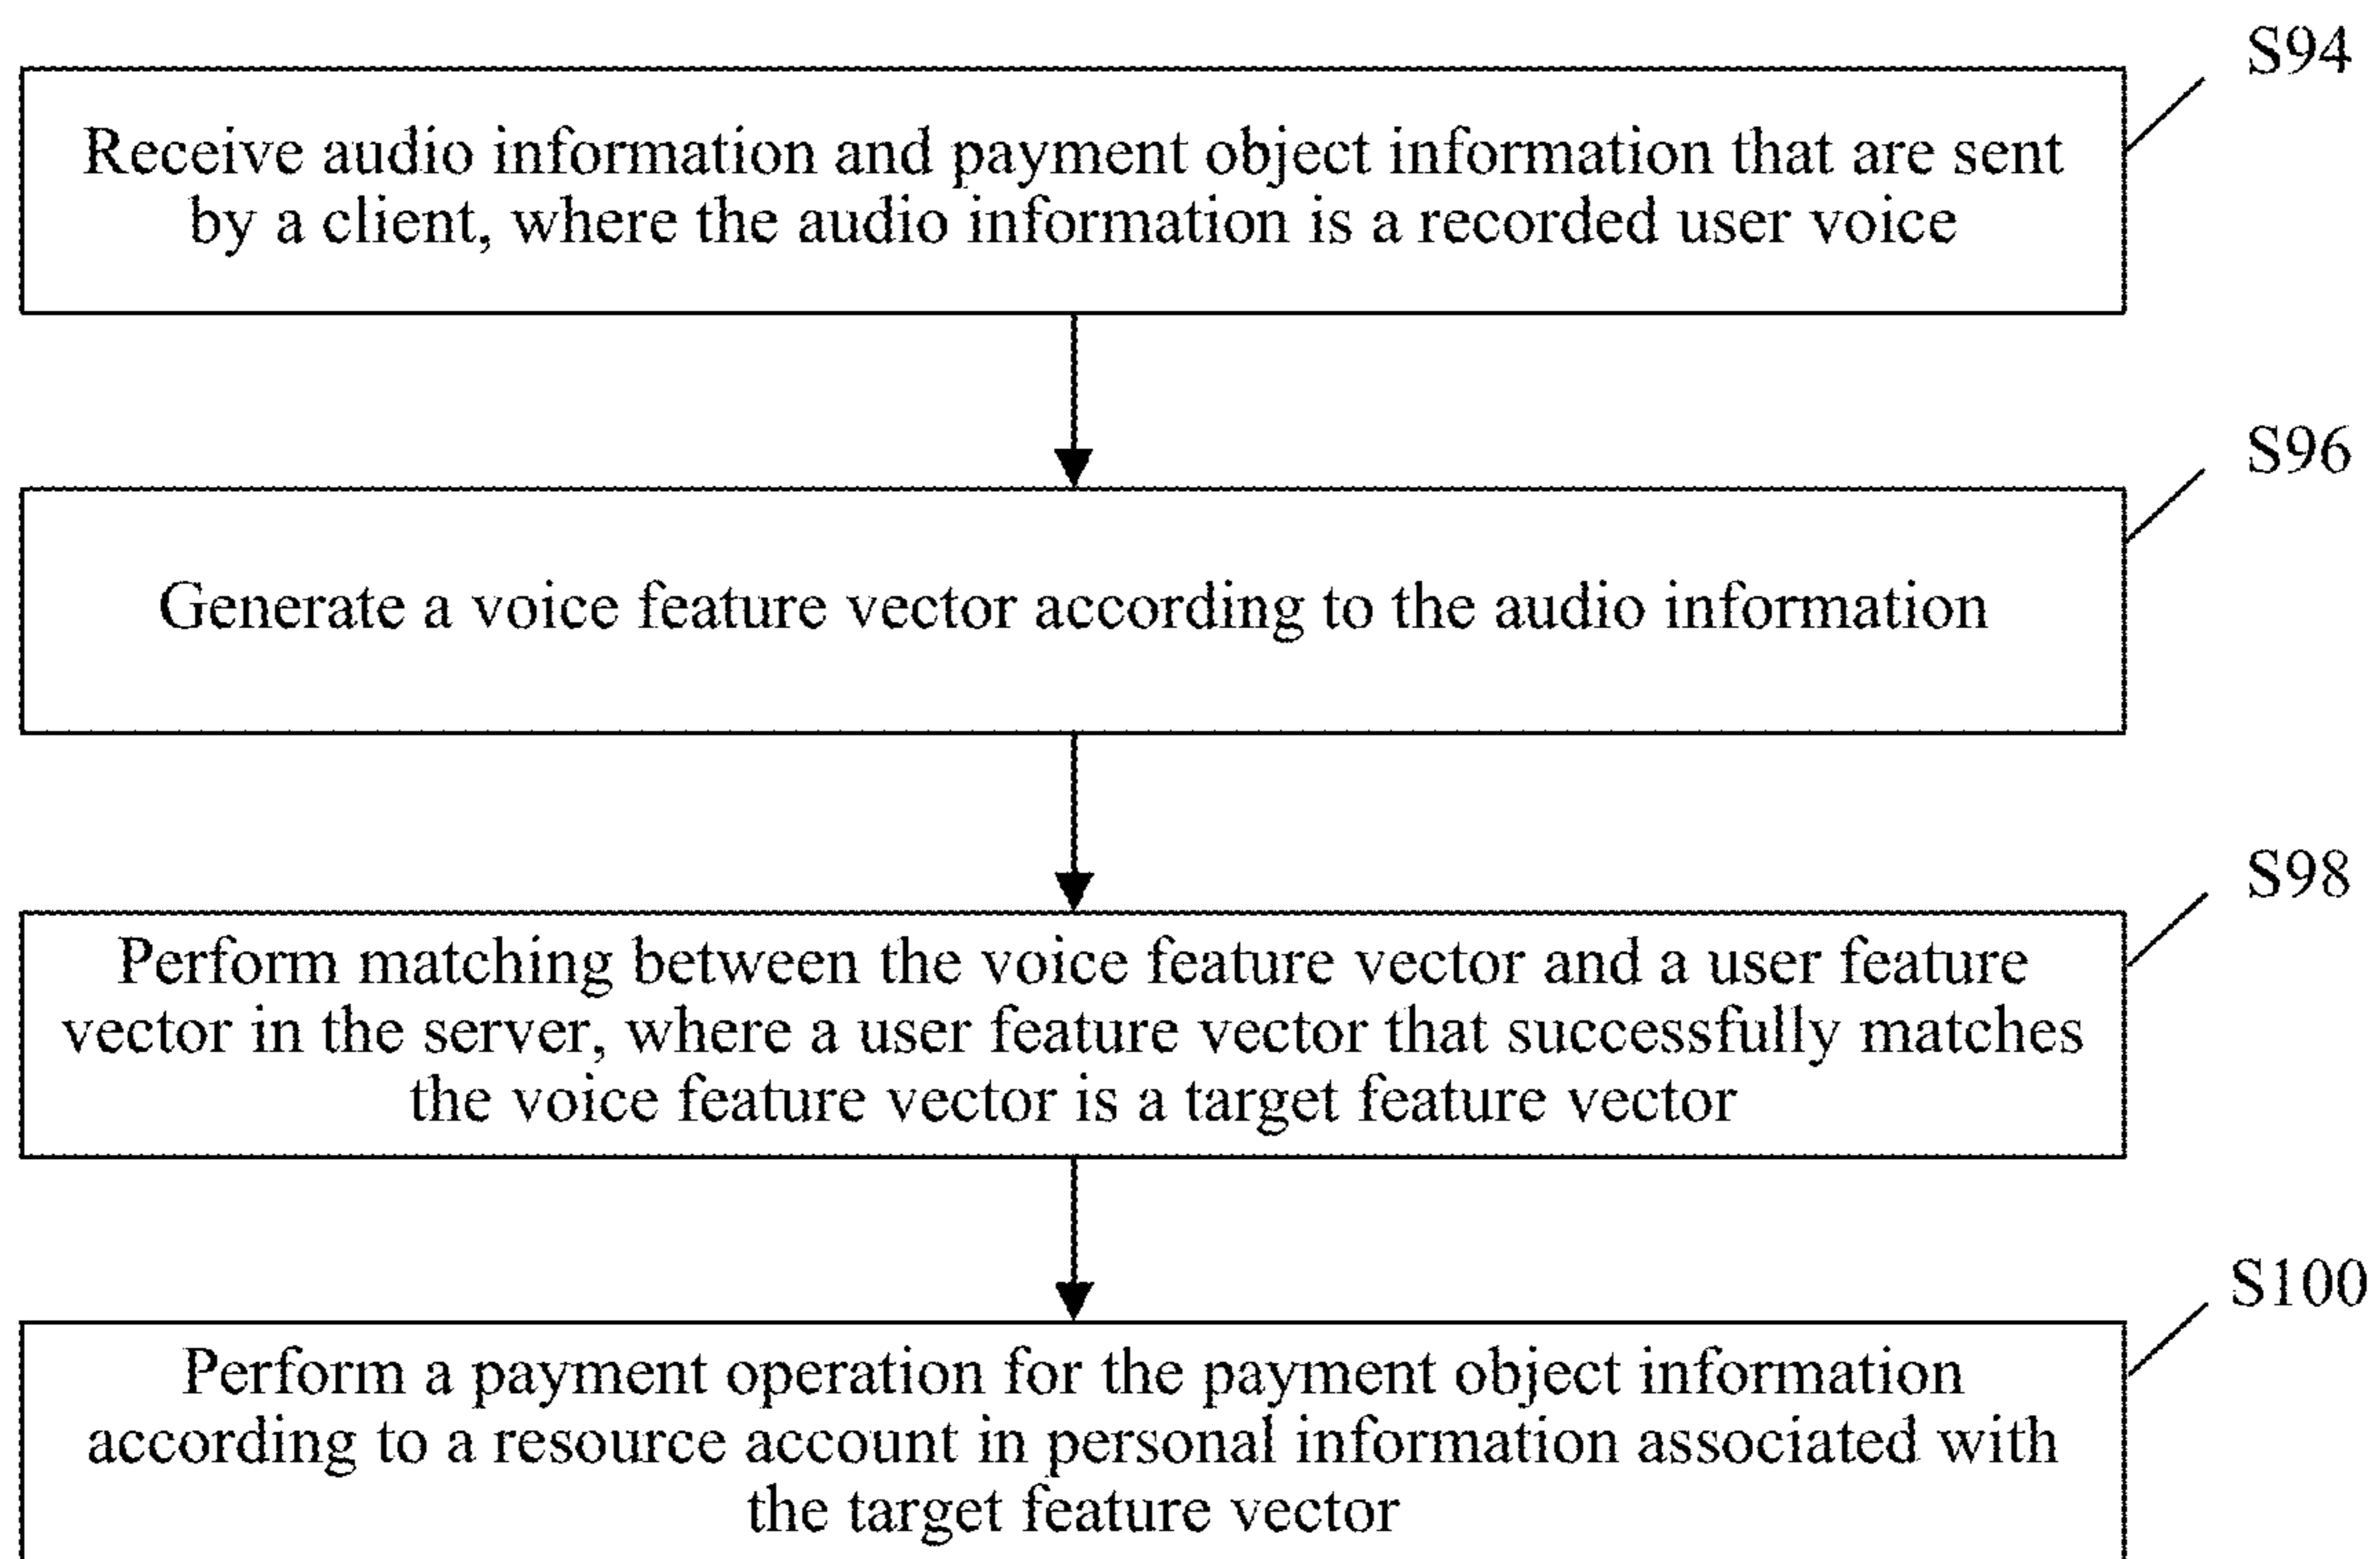 S94
Receive audio information and payment object information that are sent
by a client, where the audio information is a recorded user voice
S96
Generate a voice feature vector according to the audio information
S98
Perform matching between the voice feature vector and a user feature
vector in the server, where a user feature vector that successfully matches
the voice feature vector is a target feature vector
S100
Perform a payment operation for the payment object information
according to a resource account in personal information associated with
the target feature vector